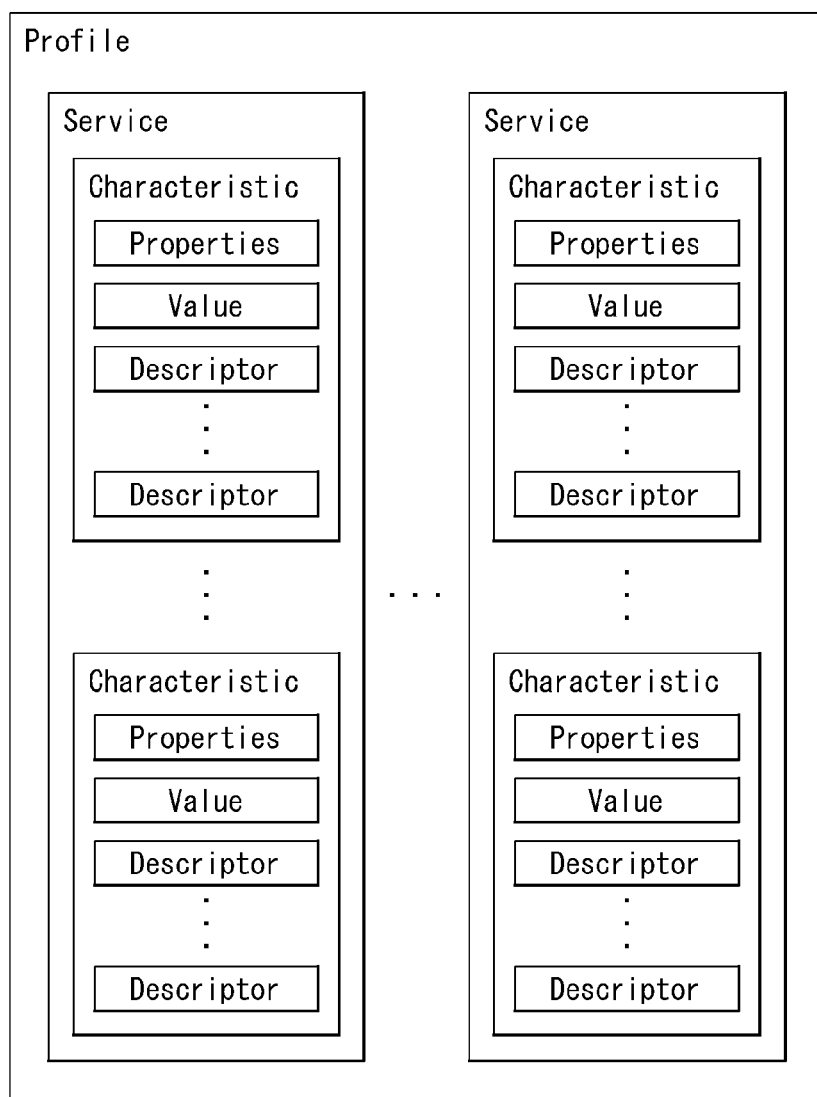 Profile
Service
Characteristic
Properties
Value
Descriptor
Descriptor
Characteristic
Properties
Value
Descriptor
Descriptor
Service
Characteristic
Properties
Value
Descriptor
Descriptor
Characteristic
Properties
Value
Descriptor
Descriptor